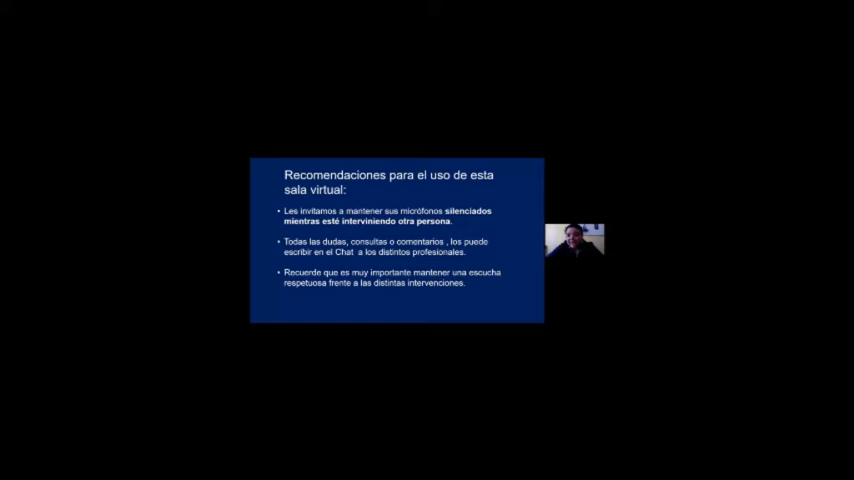 Recomendaciones para el uso de esta
sala virtual:
• Les invitamos a mantener sus micrófonos silenciados
mientras esté interviniendo otra persona.
• Todas las dudas, consultas o comentarios , los puede
escribir en el Chat a los distintos profesionales.
• Recuerde que es muy importante mantener una escucha
respetuosa frente a las distintas intervenciones.